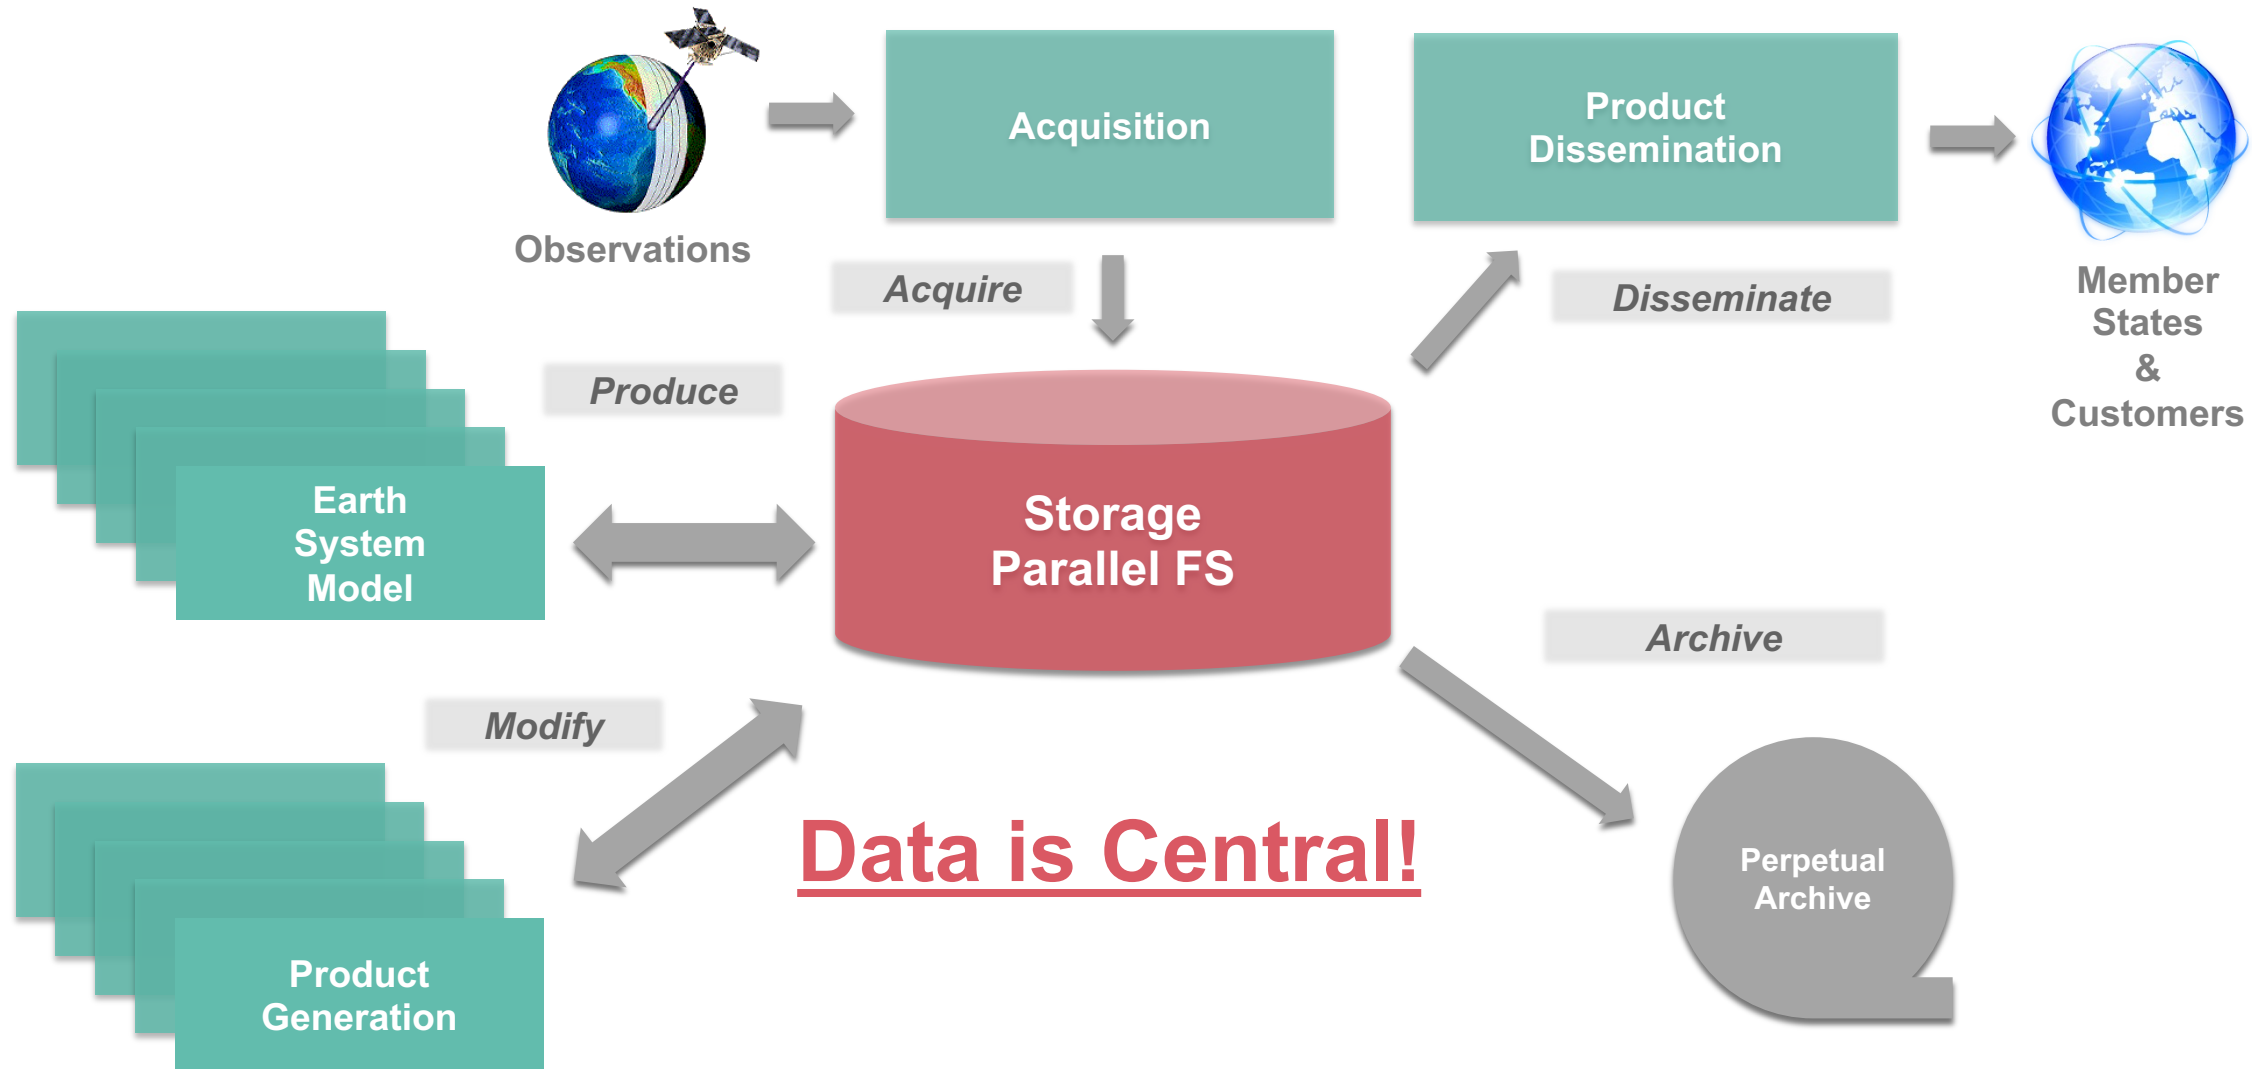 Acquisition
Product
Dissemination
Observations
Acquire
Disseminate
Member
States
&
Customers
Produce
Earth
System
Model
Storage
Parallel FS
Archive
Modify
Data is Central!
Perpetual
Archive
Product
Generation